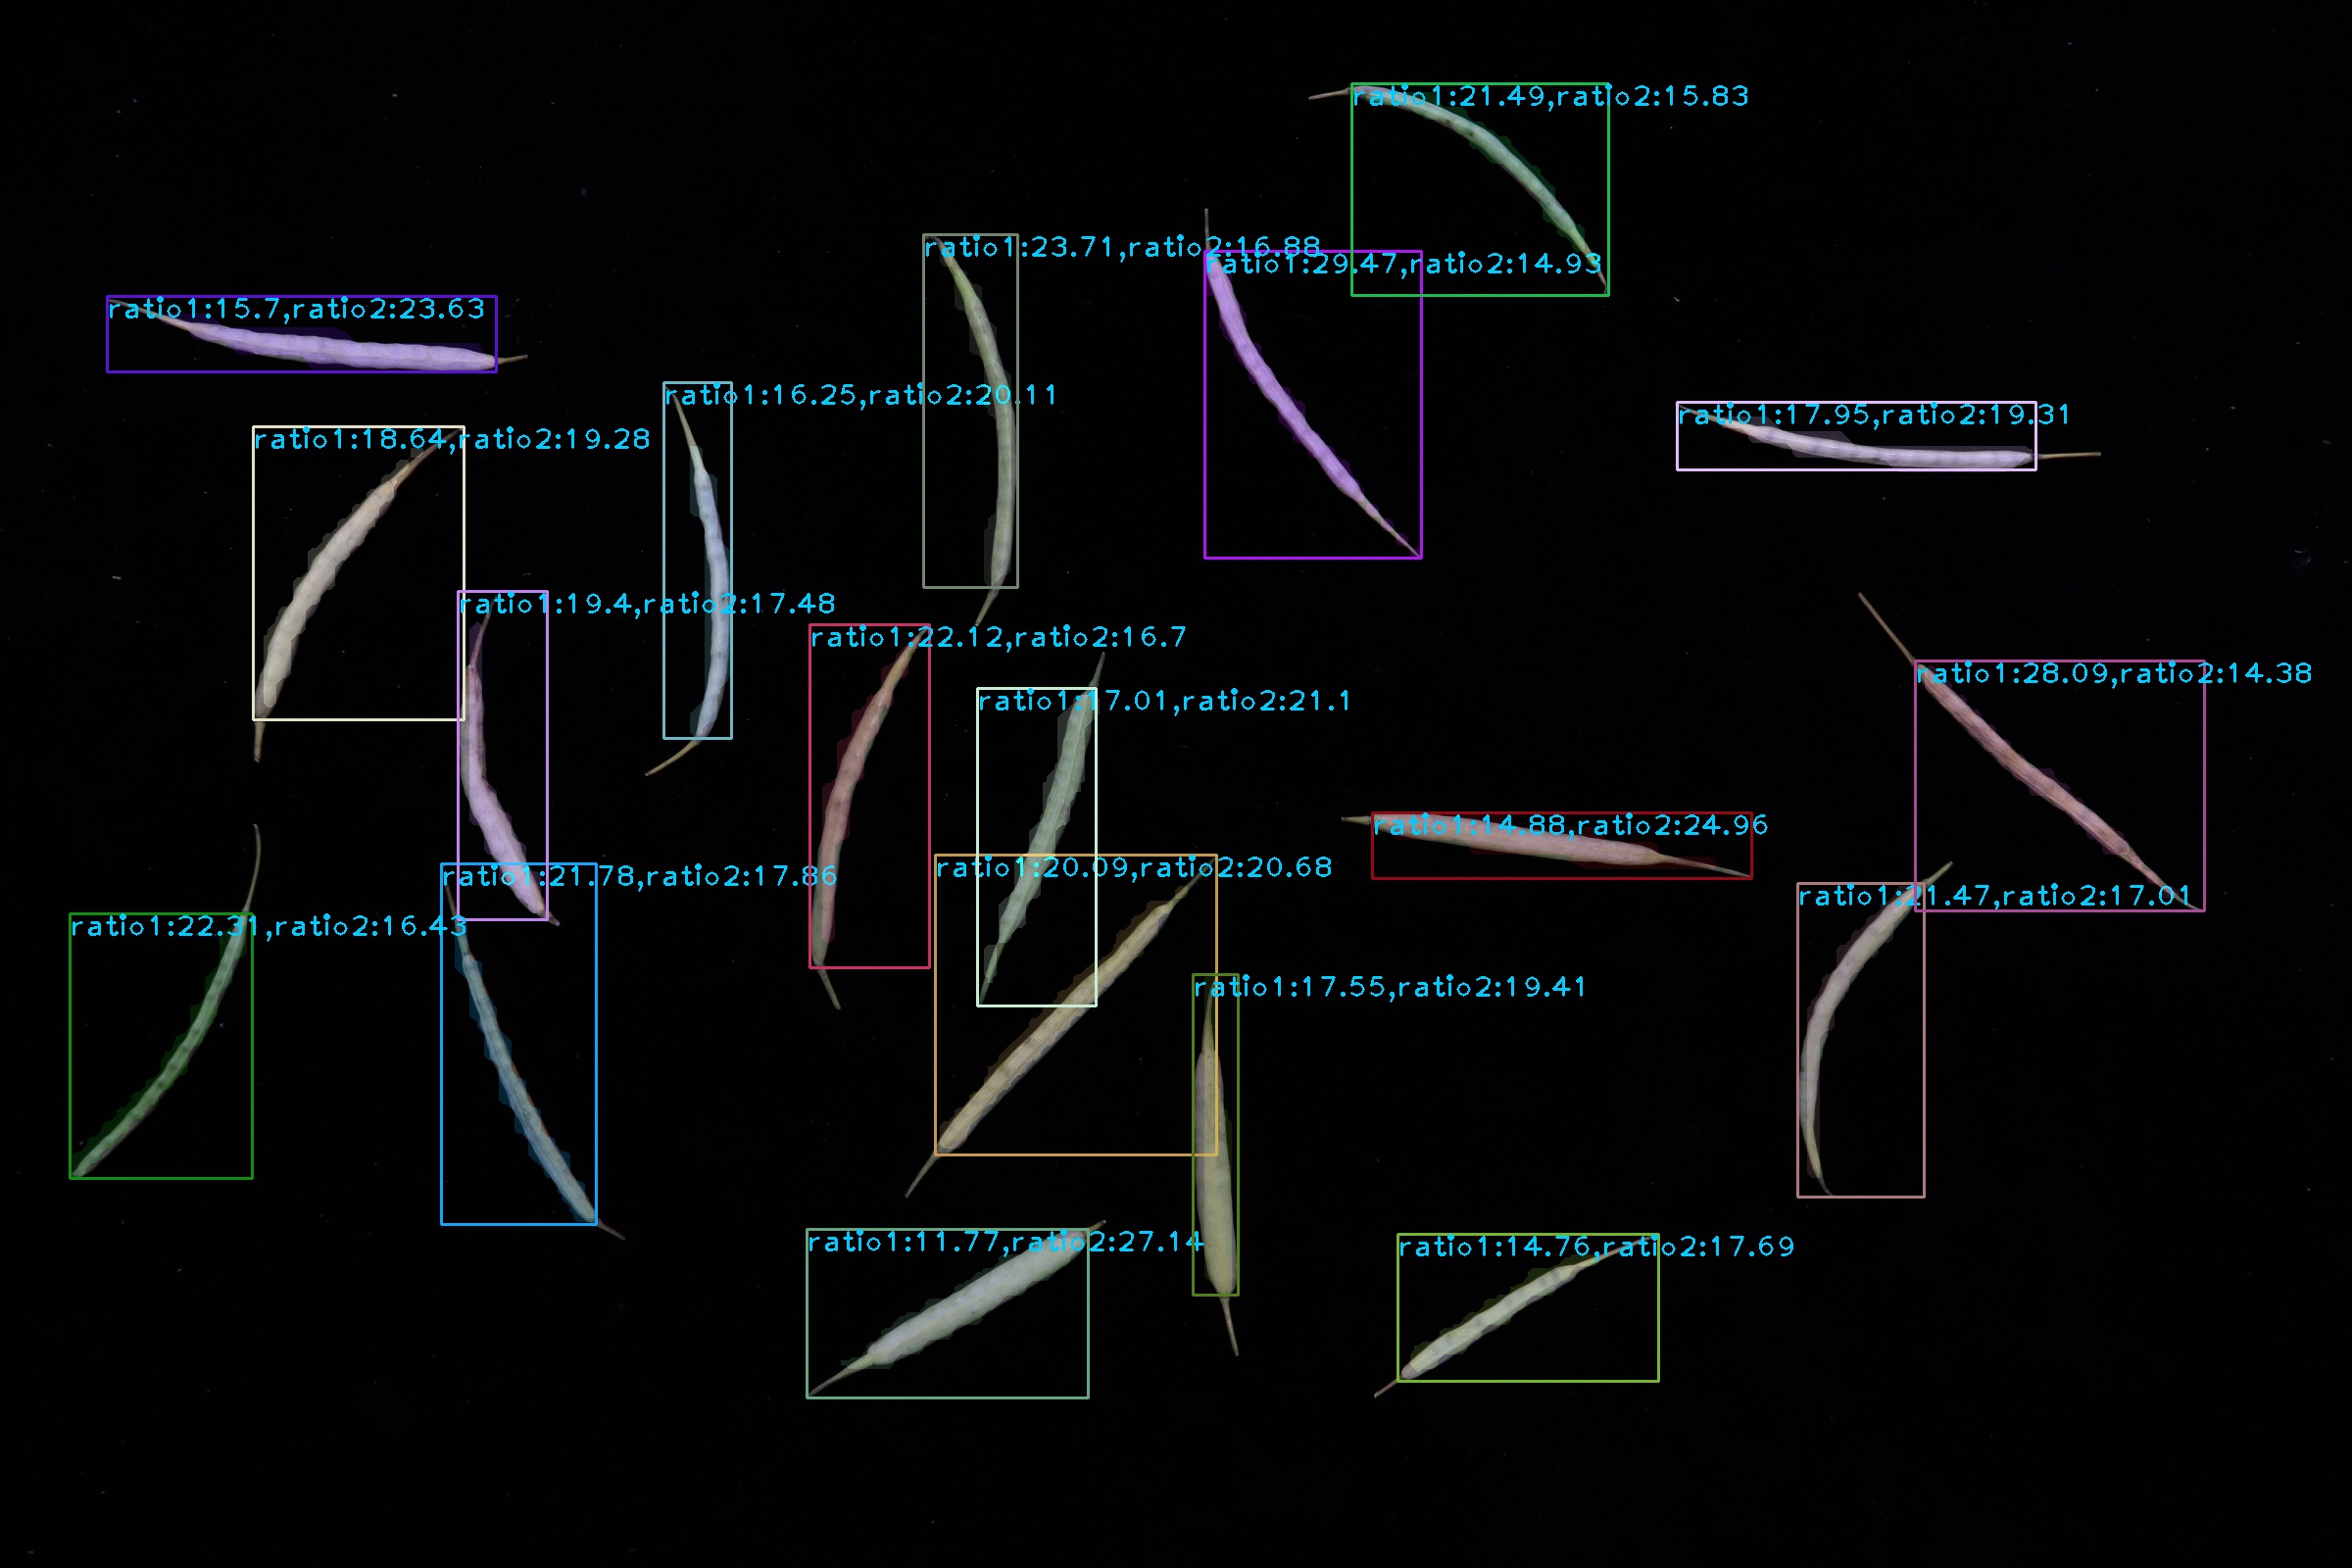 ratio1:21.49,ratio2:15.83
ratio1:23.71,ratio2:16.88
ratio1:29.47,ratio2:14.93
ratio1:15.7,ratio2:23.63
ratio1:16.25,ratio2:20.11
ratio1:17.95,ratio2:19.31
ratio1:18.64,ratio2:19.28
ratio1:19.4,ratio2:17.48
ratio1:22.12,ratio2:16.7
ratio1:28.09,ratio2:14.38
ratio1:17.01,ratio2:21.1
ratio1:14.88,ratio2:24.96
ratio1:20.09,ratio2:20.68
ratio1:21.78,ratio2:17.86
ratio1:21.47,ratio2:17.01
ratio1:22.31,ratio2:16.43
ratio1:17.55,ratio2:19.41
ratio1:11.77,ratio2:27.14
ratio1:14.76,ratio2:17.69